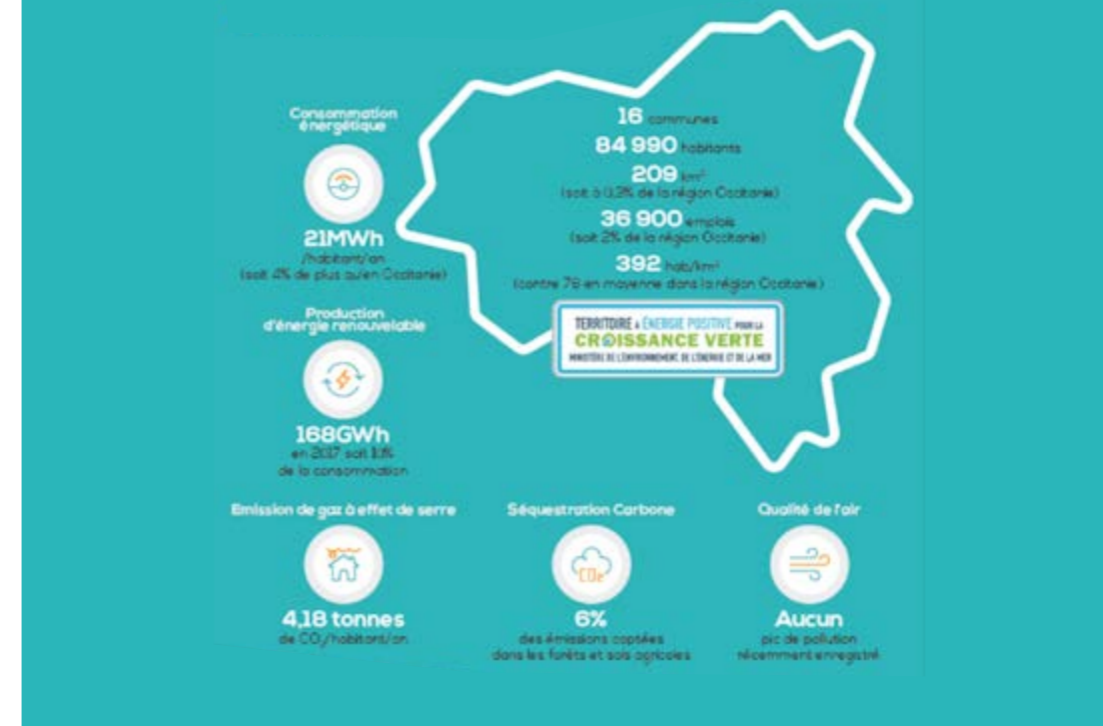 Consommation
énergétique
21MWh
/habitant/an
(soit 4% de plus qu'en Occitanie)
Production
d'énergie renouvelable
168GWh
en 2017 soit
de la consommation
16 communes
84 990 habitants
209 km²
(soit à 0,3% de la région Occitanie)
36 900 emplois
(soit 2% de la région Occitanie)
392 hab/km²
(contre 78 en moyenne dans la région Occitanie)
TERRITOIRE À ÉNERGIE POSITIVE POUR LA
CROISSANCE VERTE
MINISTÈRE DE L'ENVIRONNEMENT, DE L'ÉNERGIE ET DE LA MER
Emission de gaz à effet de serre
4,18 tonnes
de CO₂/habitant/an
Séquestration Carbone
CO₂
6%
des émissions captées
dans les forêts et sols agricoles
Qualité de l'air
Aucun
pic de pollution
récemment enregistré